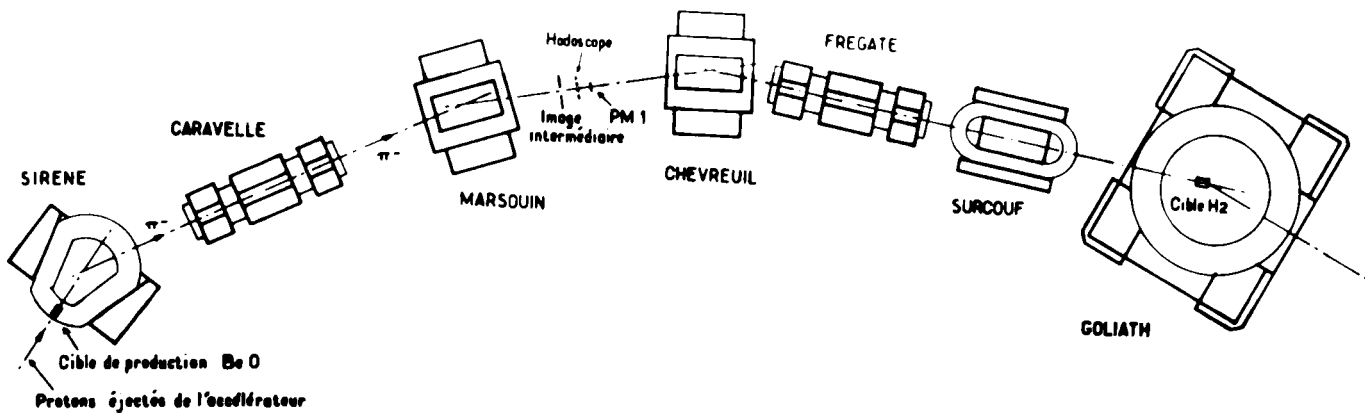 SIRENE
π-
CARAVELLE
π-
MARSOUIN
Hodoscope
Image
intermédiaire
PM 1
CHEVREUIL
FREGATE
SURCOUF
Cible H2
GOLIATH
Cible de production Be O
Protons éjectés de l'accélérateur